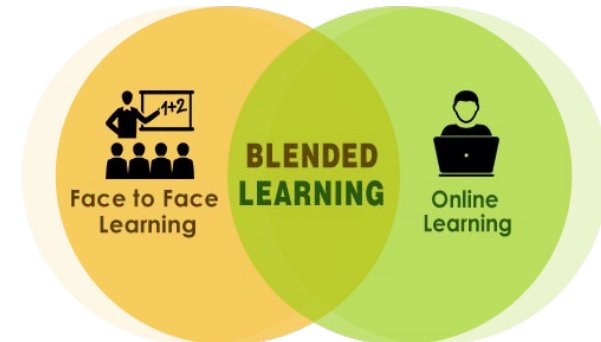 1+2
Face to Face
Learning
BLENDED
LEARNING
Online
Learning